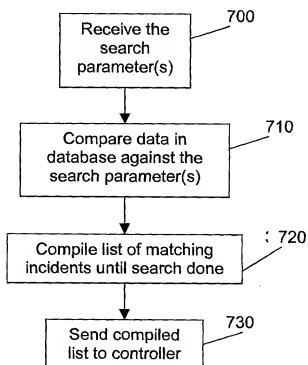 Receive the
search
parameter(s)
700
Compare data in
database against the
search parameter(s)
710
Compile list of matching
incidents until search done
720
Send compiled
list to controller
730